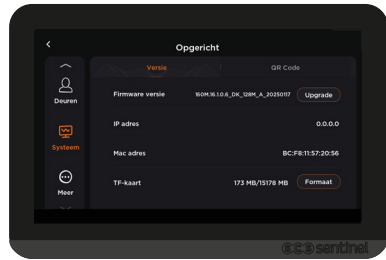 Opgericht
Versie
QR Code
Deuren
Firmware versie
160M.16.1.0.6_DK_128M_A_20250117
Upgrade
IP adres
0.0.0.0
Systeem
Mac adres
BC:F8:11:57:20:56
Meer
TF-kaart
173 MB/15178 MB
Formaat
sentinel